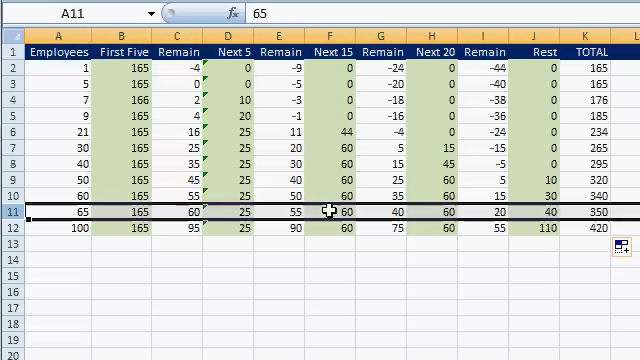 A11 fx 65
A B C D E F G H I J K L
1 Employees First Five Remain Next 5 Remain Next 15 Remain Next 20 Remain Rest TOTAL
2 1 165 -4 0 -9 0 -24 0 -44 0 165
3 5 165 0 0 -5 0 -20 0 -40 0 165
4 7 166 2 10 -3 0 -18 0 -38 0 176
5 9 165 4 20 -1 0 -16 0 -36 0 185
6 21 165 16 25 11 44 -4 0 -24 0 234
7 30 165 25 25 20 60 5 15 -15 0 265
8 40 165 35 25 30 60 15 45 -5 0 295
9 50 165 45 25 40 60 25 60 5 10 320
10 60 165 55 25 50 60 35 60 15 30 340
11 65 165 60 25 55 60 40 60 20 40 350
12 100 165 95 25 90 60 75 60 55 110 420
13
14
15
16
17
18
19
20